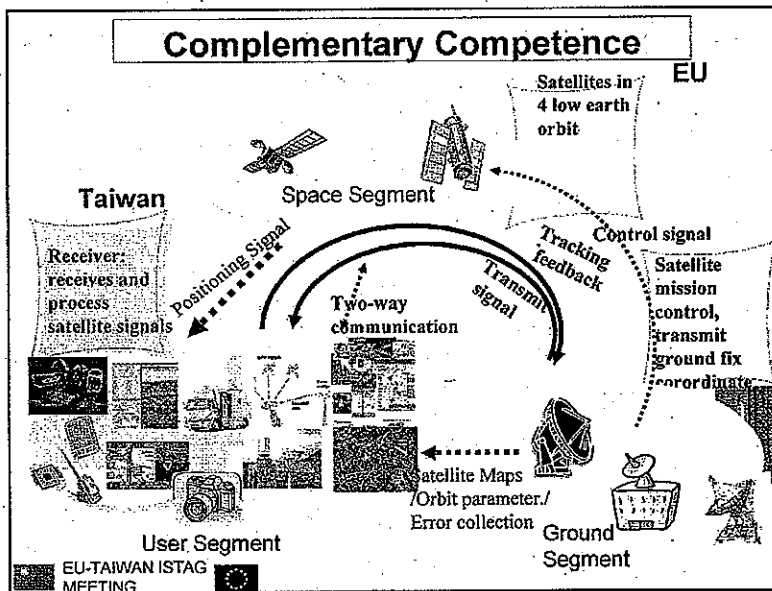 Complementary Competence
EU
Satellites in
4 low earth
orbit
Space Segment
Taiwan
Receiver:
receives and
process
satellite signals
Positioning Signal
Two-way
communication
Transmit
signal
Tracking
feedback
Control signal
Satellite
mission
control,
transmit
ground fix
corordinate
Satellite Maps
/Orbit parameter./
Error collection
User Segment
Ground
Segment
EU-TAIWAN ISTAG
MEETING